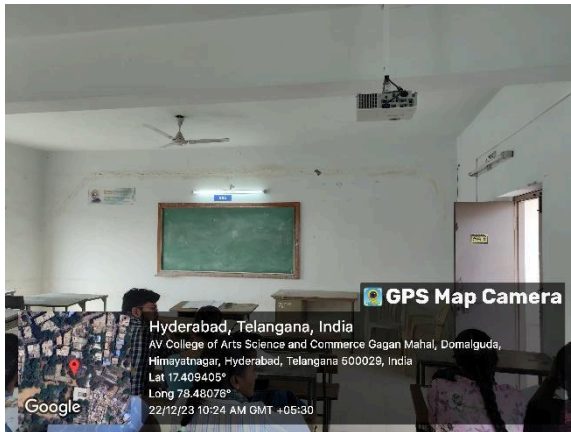 GPS Map Camera
Hyderabad, Telangana, India
AV College of Arts Science and Commerce Gagan Mahal, Domalguda,
Himayatnagar, Hyderabad, Telangana 500029, India
Lat 17.409405°
Long 78.48076°
22/12/23 10:24 AM GMT +05:30
Google